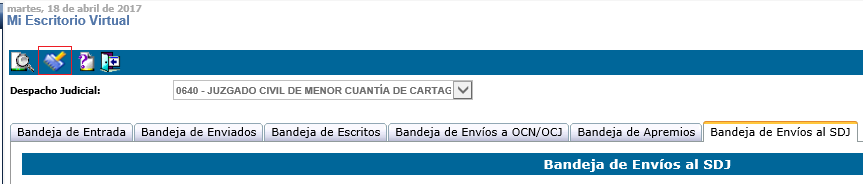 martes, 18 de abril de 2017
Mi Escritorio Virtual
Despacho Judicial: 0640 - JUZGADO CIVIL DE MENOR CUANTÍA DE CARTAG
Bandeja de Entrada Bandeja de Enviados Bandeja de Escritos Bandeja de Envíos a OCN/OCJ Bandeja de Apremios Bandeja de Envíos al SDJ
Bandeja de Envíos al SDJ